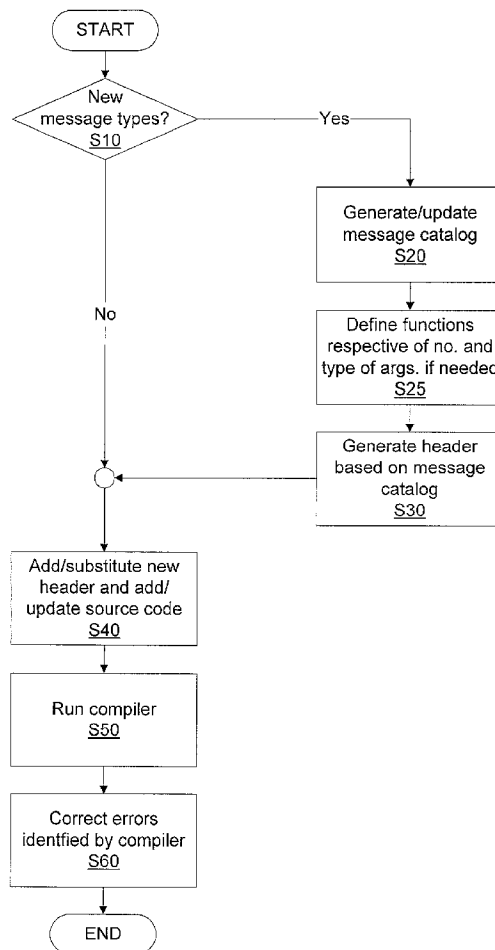 START
New
message types?
S10
Yes
Generate/update
message catalog
S20
Define functions
respective of no. and
type of args. if needed
S25
Generate header
based on message
catalog
S30
No
Add/substitute new
header and add/
update source code
S40
Run compiler
S50
Correct errors
identfied by compiler
S60
END